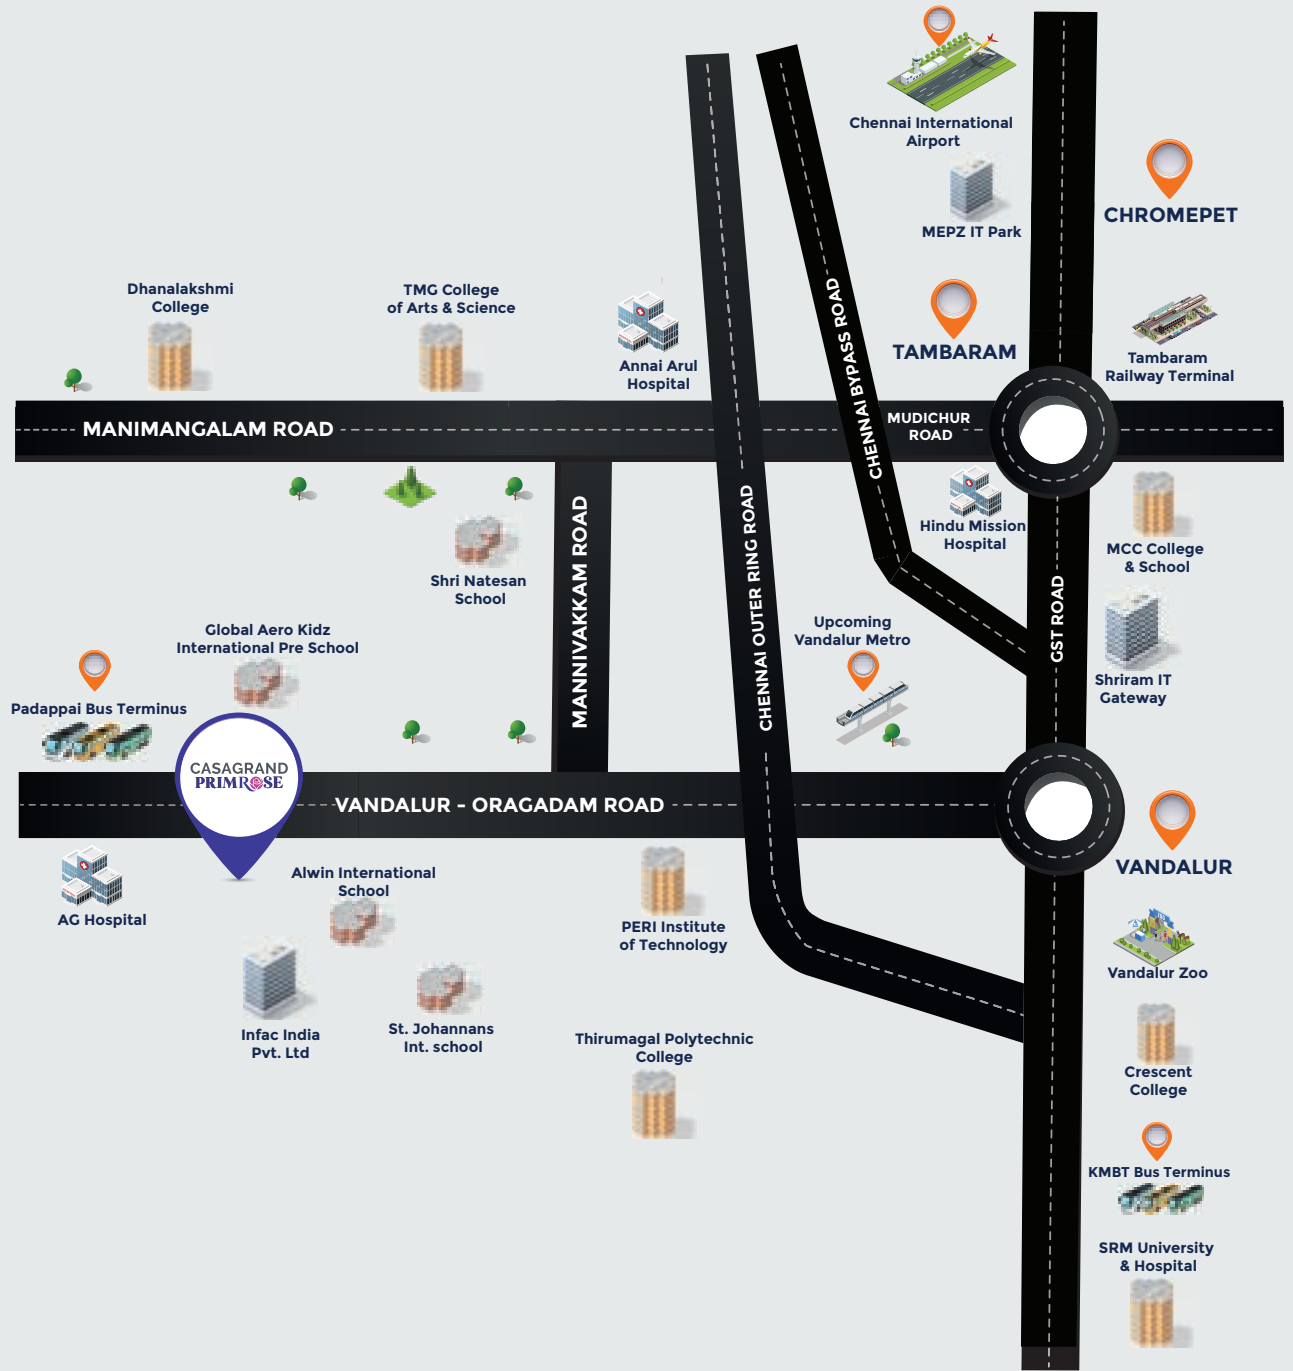 Chennai International
Airport
MEPZ IT Park
CHROMEPET
TAMBARAM
Tambaram
Railway Terminal
Dhanalakshmi
College
TMG College
of Arts & Science
Annai Arul
Hospital
CHENNAI BYPASS ROAD
MANIMANGALAM ROAD
MUDICHUR
ROAD
Hindu Mission
Hospital
MCC College
& School
Shri Natesan
School
MANNIVAKKAM ROAD
CHENNAI OUTER RING ROAD
GST ROAD
Upcoming
Vandalur Metro
Shriram IT
Gateway
Global Aero Kidz
International Pre School
Padappai Bus Terminus
CASAGRAND
PRIMROSE
VANDALUR - ORAGADAM ROAD
VANDALUR
AG Hospital
Alwin International
School
PERI Institute
of Technology
Vandalur Zoo
Infac India
Pvt. Ltd
St. Johannans
Int. school
Thirumagal Polytechnic
College
Crescent
College
KMBT Bus Terminus
SRM University
& Hospital